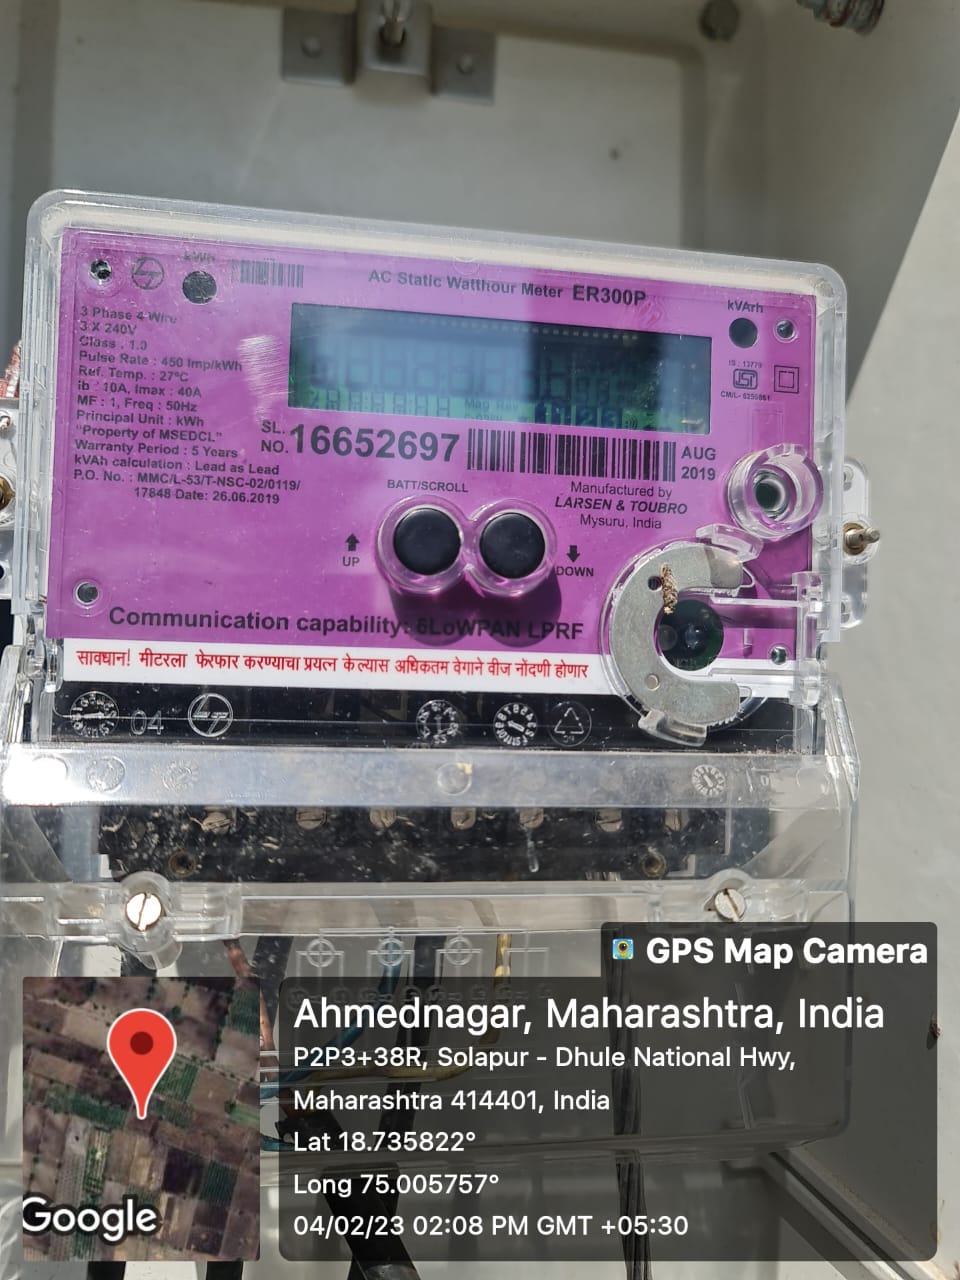 kWh
AC Static Watthour Meter ER300P
kVArh
3 Phase 4 Wire
3 X 240V
Class : 1.0
Pulse Rate : 450 Imp/kWh
Ref. Temp. : 27°C
ib : 10A, Imax : 40A
MF : 1, Freq : 50Hz
Principal Unit : kWh
"Property of MSEDCL"
Warranty Period : 5 Years
kVAh calculation : Lead as Lead
P.O. No. : MMC/L-53/T-NSC-02/0119/
17848 Date: 26.06.2019
IS : 13779
SL.
NO. 16652697
AUG
2019
BATT/SCROLL
Manufactured by
LARSEN & TOUBRO
Mysuru, India
UP
DOWN
Communication capability: 6LoWPAN LPRF
सावधान! मीटरला फेरफार करण्याचा प्रयत्न केल्यास अधिकतम वेगाने वीज नोंदणी होणार
04
GPS Map Camera
Ahmednagar, Maharashtra, India
P2P3+38R, Solapur - Dhule National Hwy,
Maharashtra 414401, India
Lat 18.735822°
Long 75.005757°
04/02/23 02:08 PM GMT +05:30
Google